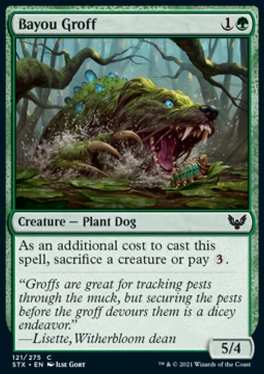 Bayou Groff 1
Creature — Plant Dog
As an additional cost to cast this
spell, sacrifice a creature or pay 3.
“Groffs are great for tracking pests
through the muck, but securing the pests
before the groff devours them is a dicey
endeavor.”
—Lisette, Witherbloom dean
5/4
121/275 C
STX • EN ILSE GORT
™ & © 2021 Wizards of the Coast